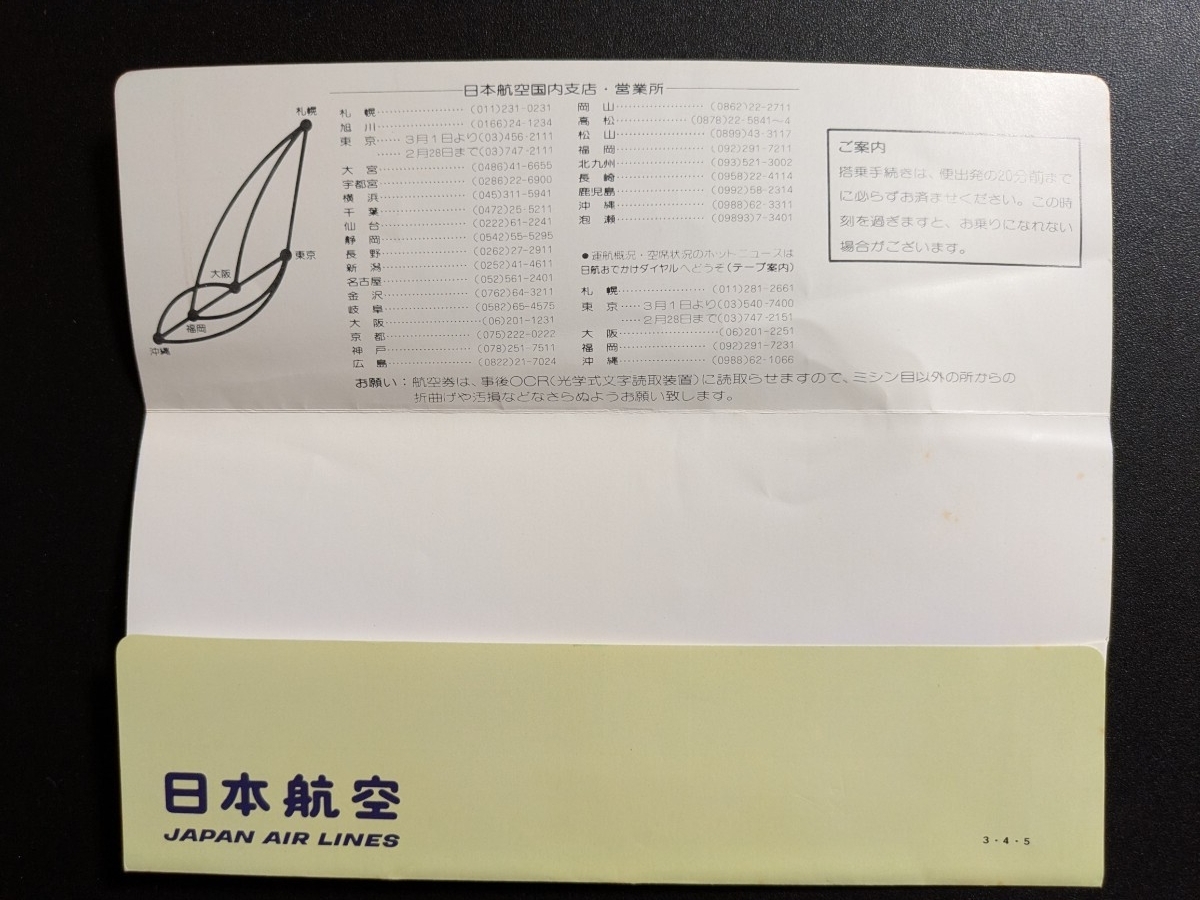 日本航空国内支店・営業所
札幌
東京
大阪
福岡
沖縄
札幌 (011)231-0231
旭川 (0166)24-1234
東京 3月1日より(03)456-2111
2月28日まで(03)747-2111
大宮 (0486)41-6655
宇都宮 (0286)22-6900
横浜 (045)311-5941
千葉 (0472)25-5211
仙台 (0222)61-2241
静岡 (0542)55-5295
長野 (0262)27-2911
新潟 (0252)41-4611
名古屋 (052)561-2401
金沢 (0762)64-3211
岐阜 (0582)65-4575
大阪 (06)201-1231
京都 (075)222-0222
神戸 (078)251-7511
広島 (0822)21-7024
岡山 (0862)22-2711
高松 (0878)22-5841~4
松山 (0899)43-3117
福岡 (092)291-7211
北九州 (093)521-3002
長崎 (0958)22-4114
鹿児島 (0992)58-2314
沖縄 (0988)62-3311
泡瀬 (09893)7-3401
●運航概況・空席状況のホットニュースは
日航おでかけダイヤルへどうぞ(テープ案内)
札幌 (011)281-2661
東京 3月1日より(03)540-7400
2月28日まで(03)747-2151
大阪 (06)201-2251
福岡 (092)291-7231
沖縄 (0988)62-1066
ご案内
搭乗手続きは、便出発の20分前まで
に必らずお済ませください。この時
刻を過ぎますと、お乗りになれない
場合がございます。
お願い:航空券は、事後OCR(光学式文字読取装置)に読取らせますので、ミシン目以外の所からの
折曲げや汚損などなさらぬようお願い致します。
日本航空
JAPAN AIR LINES
3・4・5